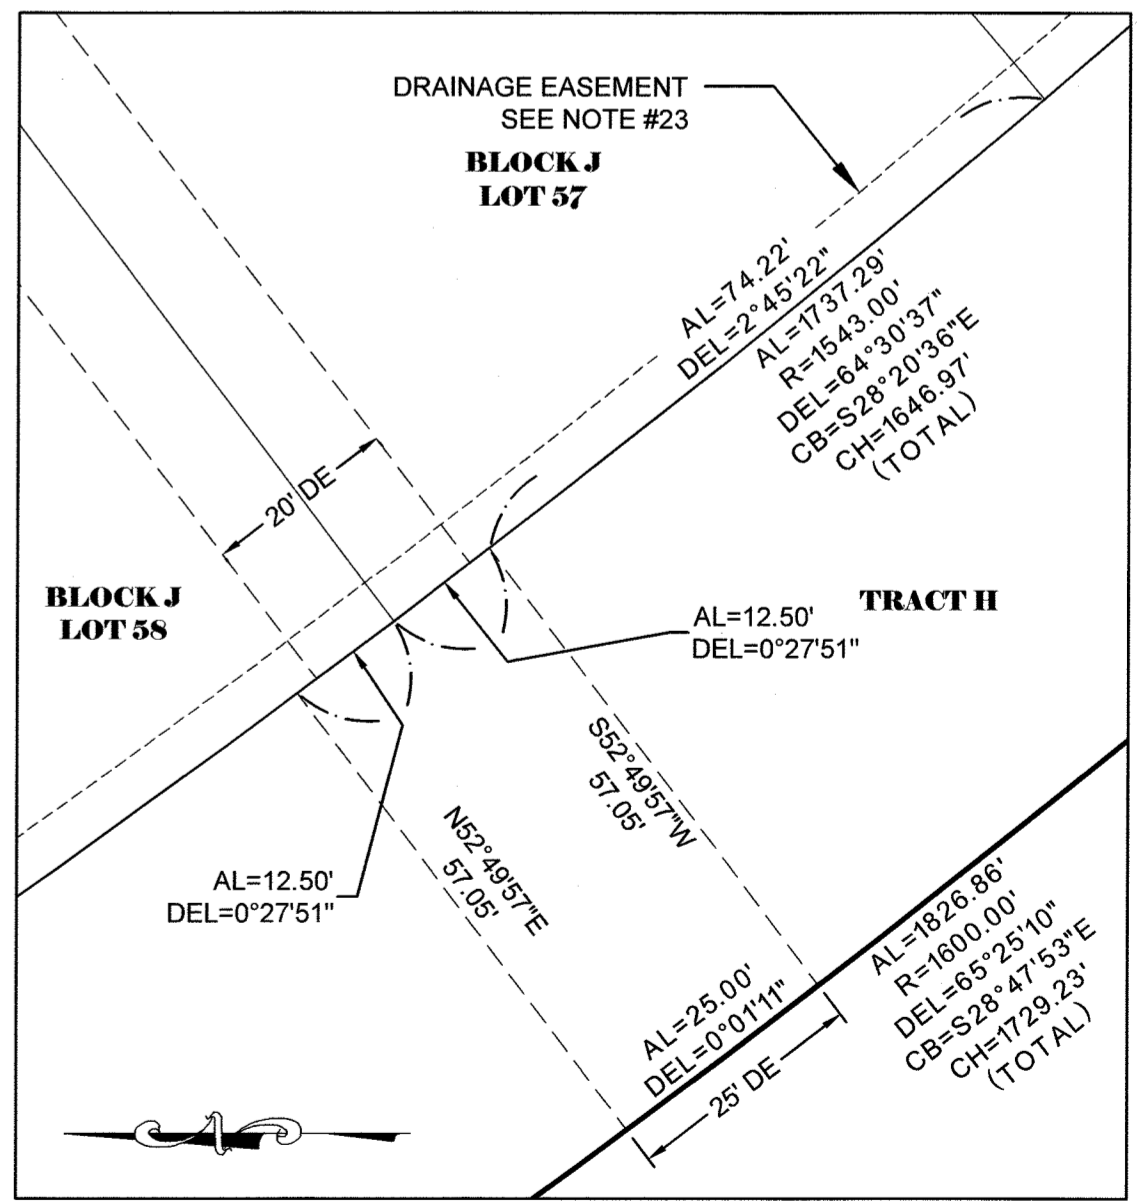 DRAINAGE EASEMENT
SEE NOTE #23
BLOCK J
LOT 57
AL=74.22'
DEL=2°45'22"
AL=1737.29'
R=1543.00'
DEL=64°30'37"
CB=S28°20'36"E
CH=1646.97'
(TOTAL)
20' DE
BLOCK J
LOT 58
TRACT H
AL=12.50'
DEL=0°27'51"
S52°49'57"W
57.05'
N52°49'57"E
57.05'
AL=12.50'
DEL=0°27'51"
AL=1826.86'
R=1600.00'
DEL=65°25'10"
CB=S28°47'53"E
CH=1729.23'
(TOTAL)
AL=25.00'
DEL=0°01'11"
25' DE
N